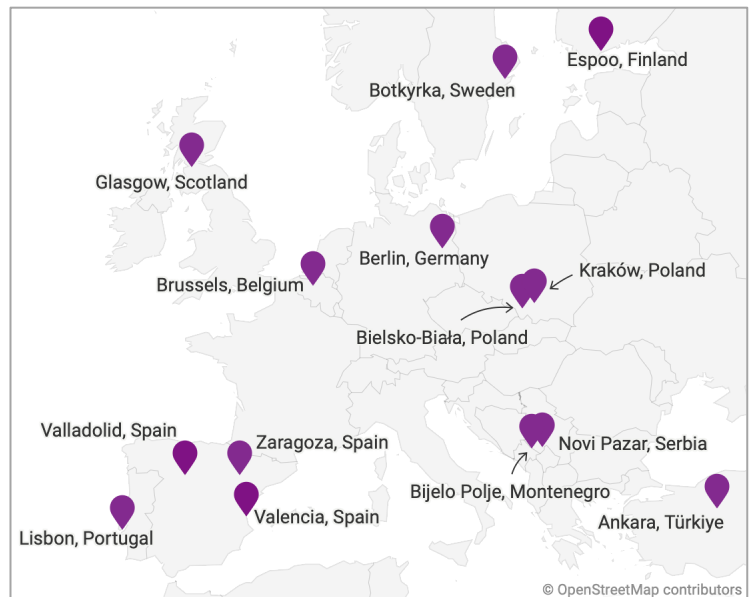 Espoo, Finland
Botkyrka, Sweden
Glasgow, Scotland
Berlin, Germany
Kraków, Poland
Brussels, Belgium
Bielsko-Biała, Poland
Valladolid, Spain
Zaragoza, Spain
Novi Pazar, Serbia
Bijelo Polje, Montenegro
Valencia, Spain
Ankara, Türkiye
Lisbon, Portugal
© OpenStreetMap contributors